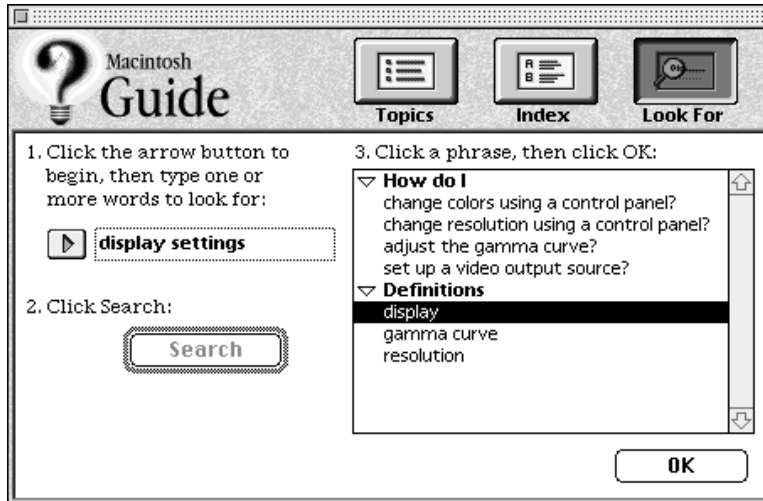 Macintosh
Guide
Topics
Index
Look For
1. Click the arrow button to
begin, then type one or
more words to look for:
display settings
2. Click Search:
Search
3. Click a phrase, then click OK:
How do I
change colors using a control panel?
change resolution using a control panel?
adjust the gamma curve?
set up a video output source?
Definitions
display
gamma curve
resolution
OK